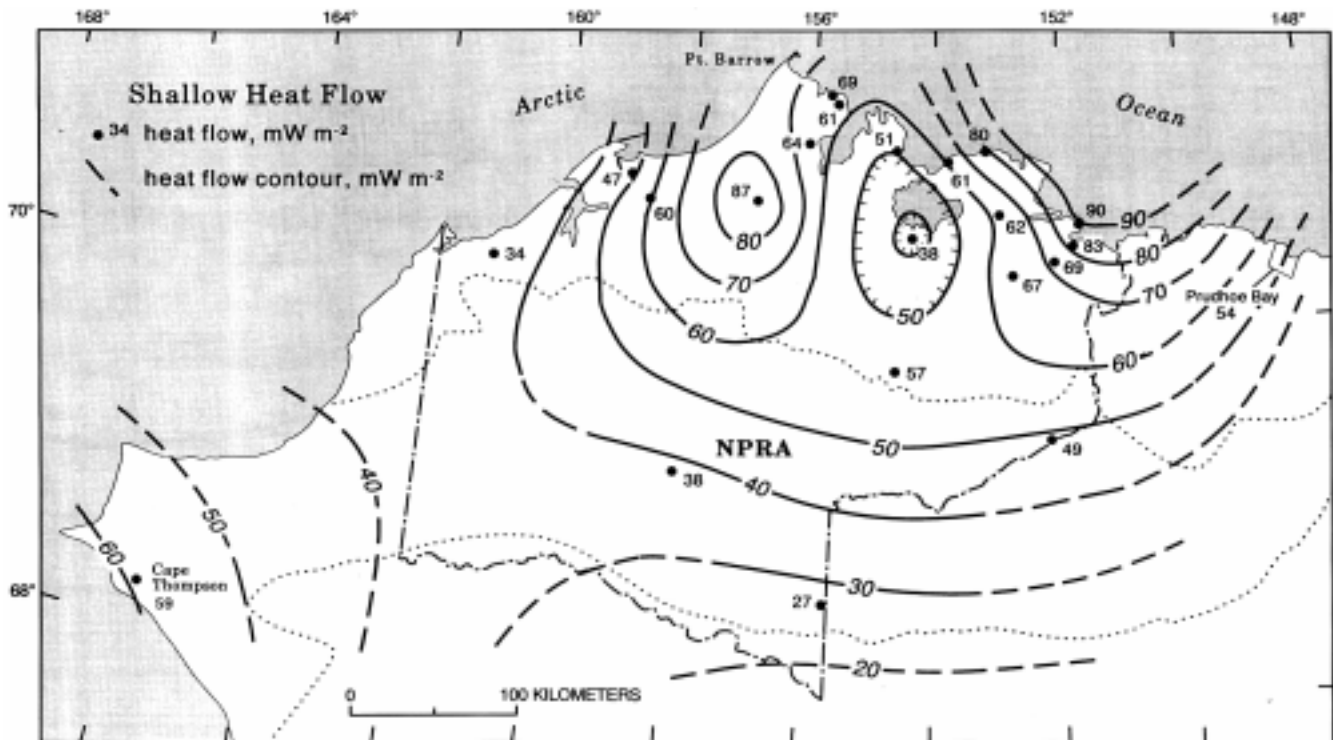 168° 164° 160° 156° 152° 148°
Pt. Barrow
Shallow Heat Flow
Arctic
Ocean
34 heat flow, mW m⁻²
heat flow contour, mW m⁻²
69
61
64
51
80
61
47
60
87
80
70° 34
38
62
90 90
83 80
69
67
70 70
Prudhoe Bay
54
50
60 60
57
NPRA 50 49
38 40
40
50
60
Cape
Thompson
59
68°
30
27
20
0 100 KILOMETERS